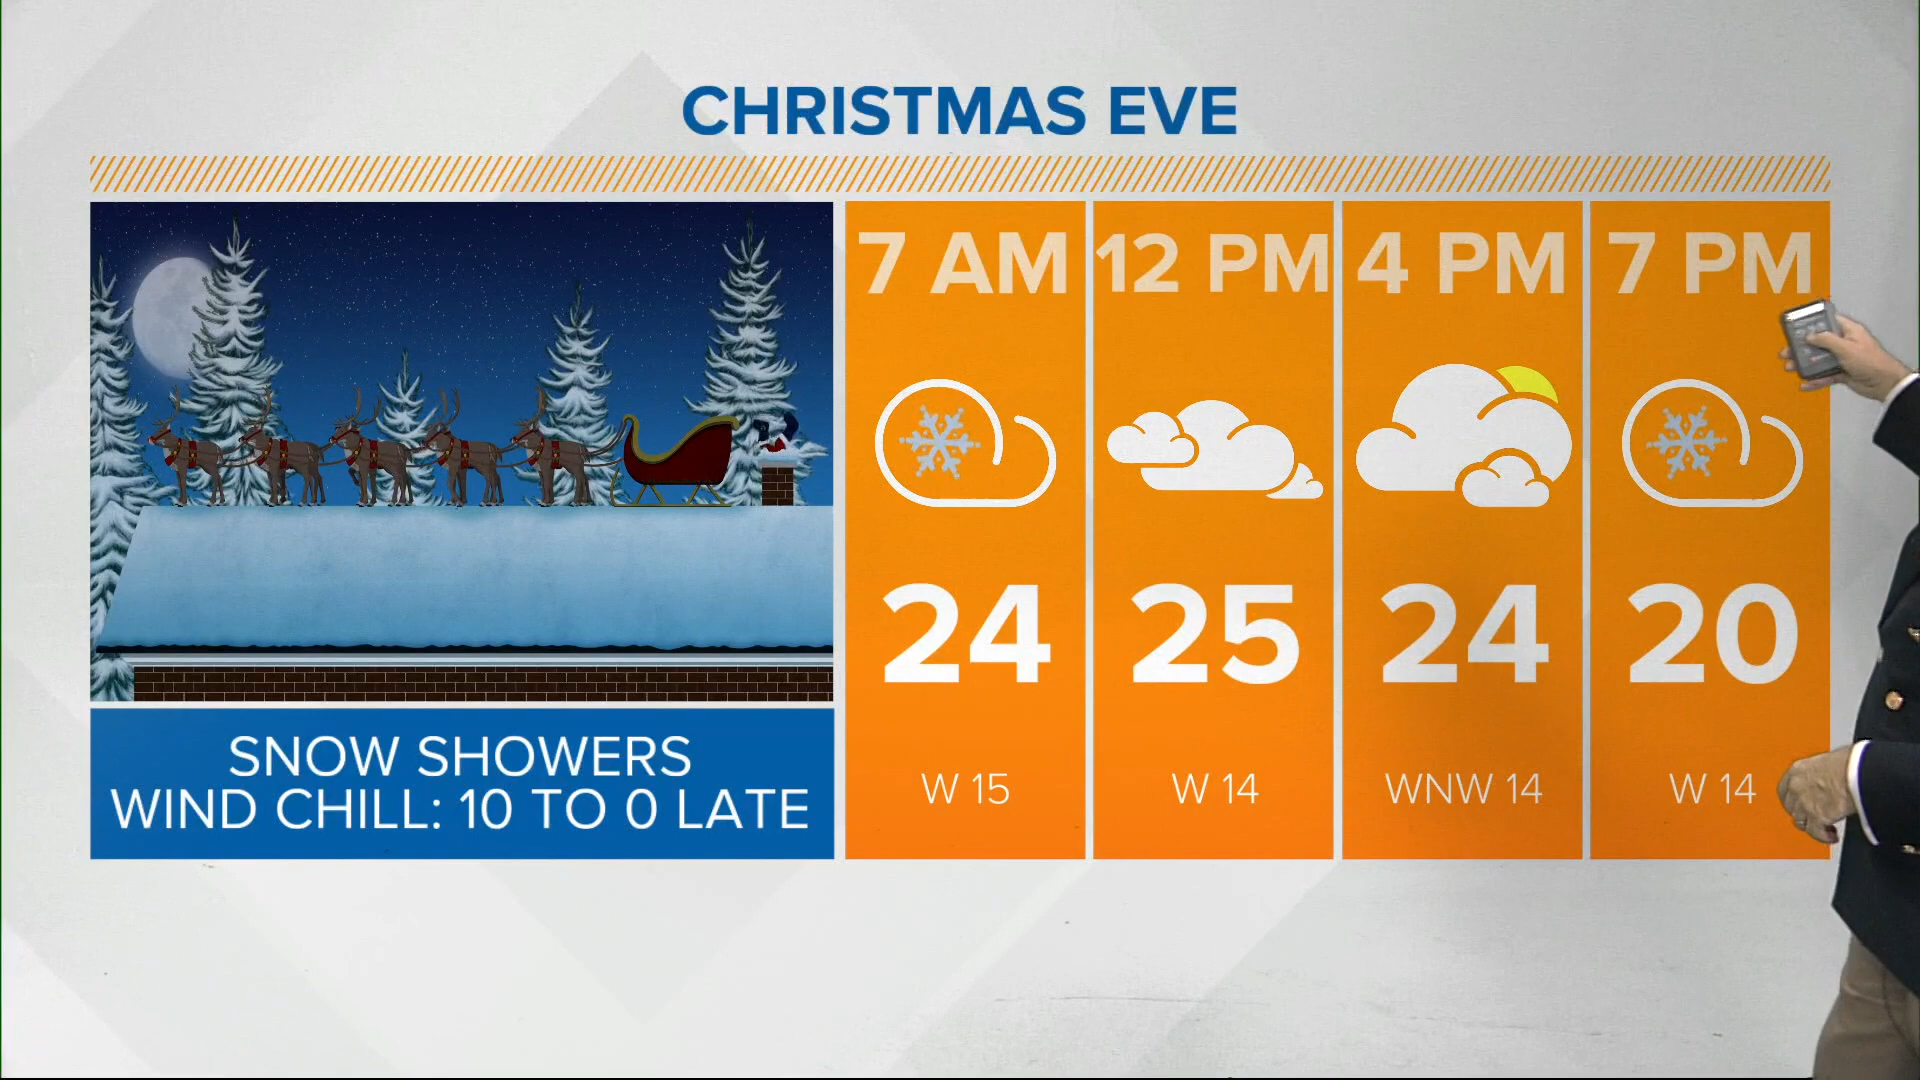 CHRISTMAS EVE
7 AM
12 PM
4 PM
7 PM
24
25
24
20
W 15
W 14
WNW 14
W 14
SNOW SHOWERS
WIND CHILL: 10 TO 0 LATE